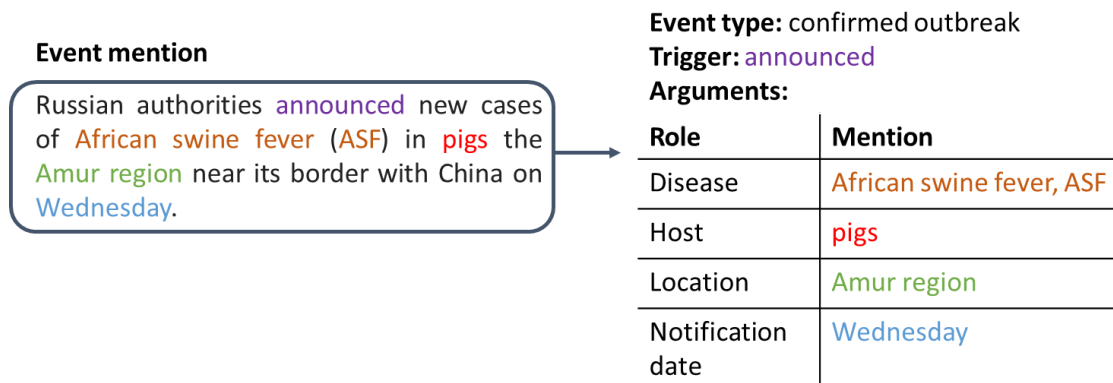 Event mention
Russian authorities announced new cases
of African swine fever (ASF) in pigs the
Amur region near its border with China on
Wednesday.
Event type: confirmed outbreak
Trigger: announced
Arguments:
Role Mention
Disease African swine fever, ASF
Host pigs
Location Amur region
Notification Wednesday
date